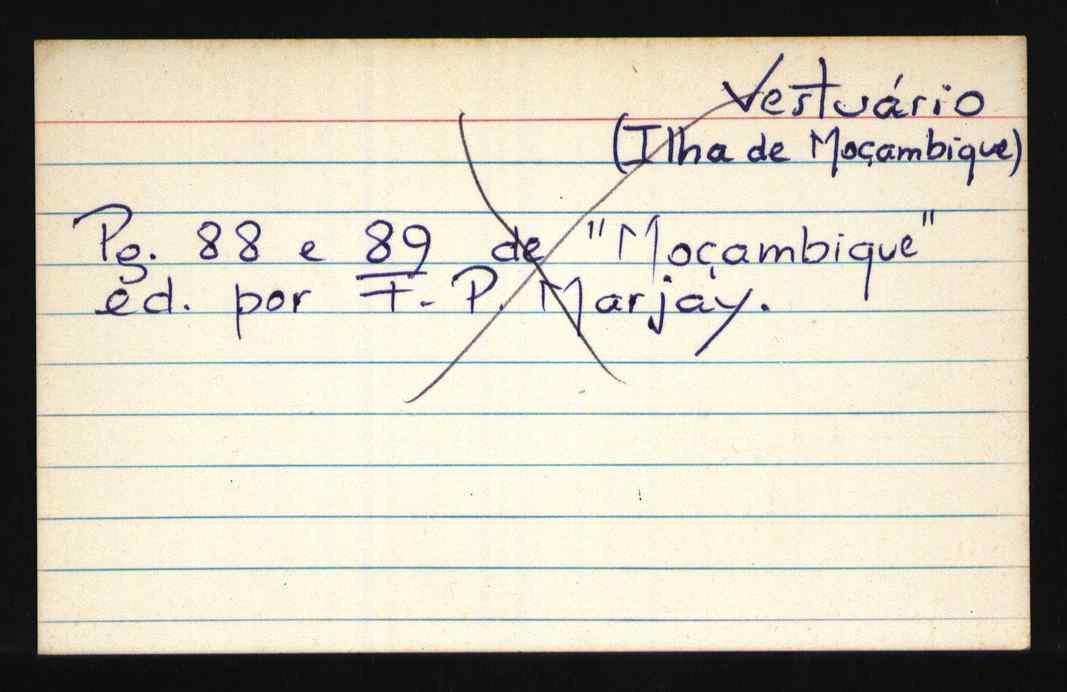 Vestuário
(Ilha de Moçambique)
Pg. 88 e 89 de "Moçambique"
ed. por F. P. Marjay.